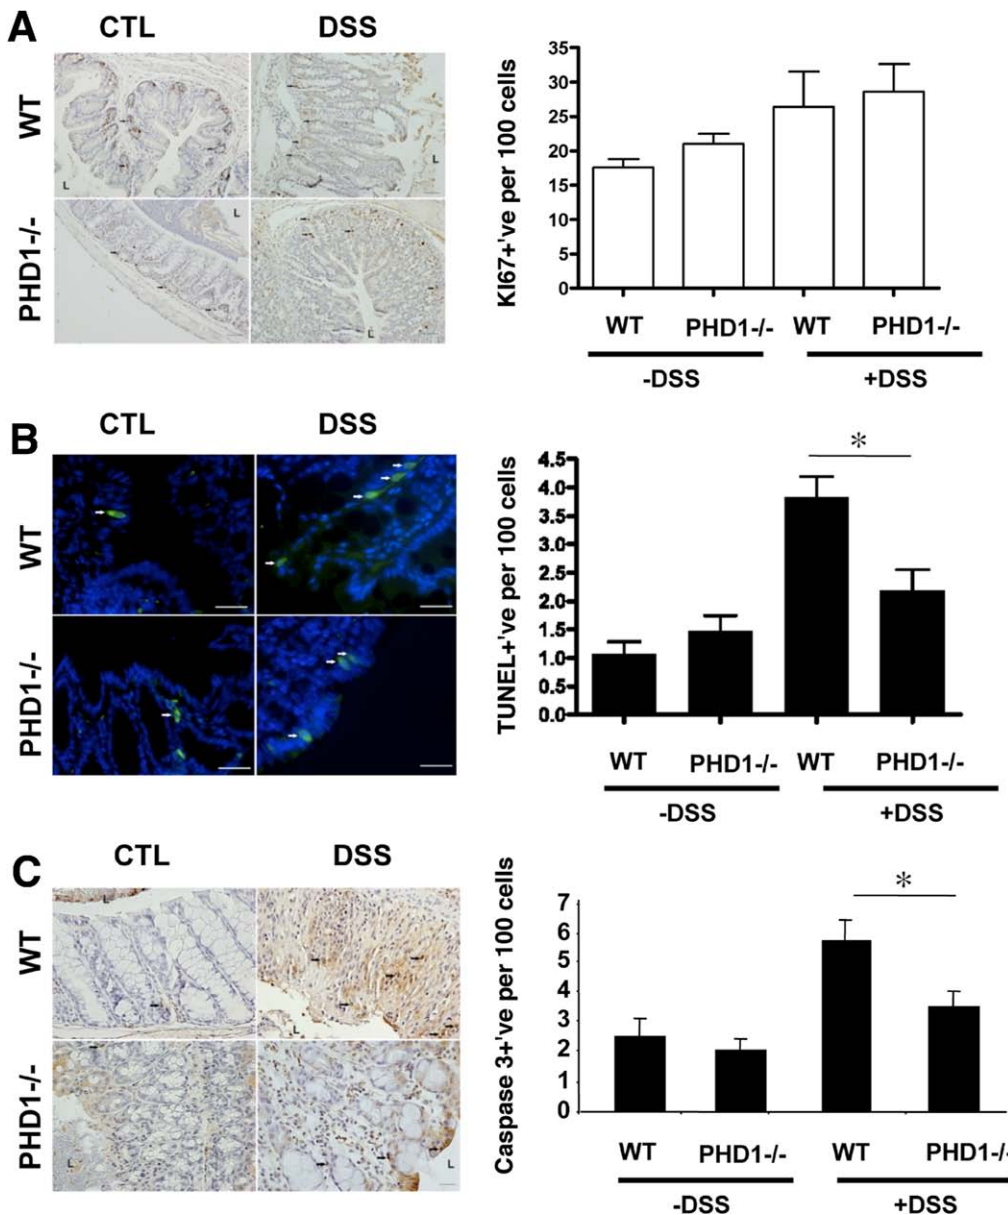 A
CTL
DSS
WT
PHD1-/-
L
L
L
L
KI67+'ve per 100 cells
35
30
25
20
15
10
5
0
WT
PHD1-/-
WT
PHD1-/-
-DSS
+DSS
B
CTL
DSS
WT
PHD1-/-
TUNEL+'ve per 100 cells
*
4.5
4.0
3.5
3.0
2.5
2.0
1.5
1.0
0.5
0.0
WT
PHD1-/-
WT
PHD1-/-
-DSS
+DSS
C
CTL
DSS
WT
PHD1-/-
L
L
L
L
Caspase 3+'ve per 100 cells
*
7
6
5
4
3
2
1
0
WT
PHD1-/-
WT
PHD1-/-
-DSS
+DSS